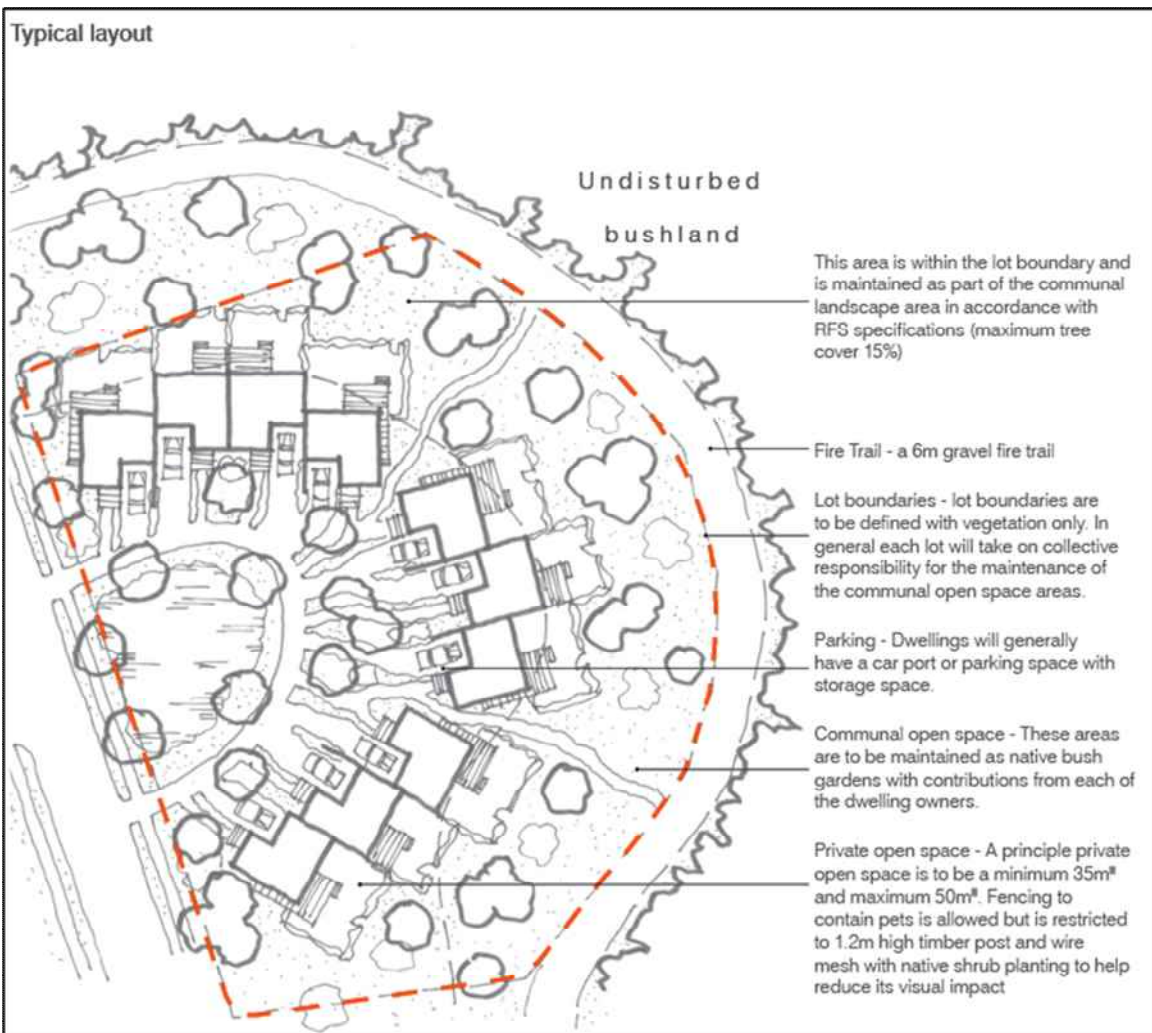 Typical layout
Undisturbed
bushland
This area is within the lot boundary and
is maintained as part of the communal
landscape area in accordance with
RFS specifications (maximum tree
cover 15%)
Fire Trail - a 6m gravel fire trail
Lot boundaries - lot boundaries are
to be defined with vegetation only. In
general each lot will take on collective
responsibility for the maintenance of
the communal open space areas.
Parking - Dwellings will generally
have a car port or parking space with
storage space.
Communal open space - These areas
are to be maintained as native bush
gardens with contributions from each of
the dwelling owners.
Private open space - A principle private
open space is to be a minimum 35m■
and maximum 50m■. Fencing to
contain pets is allowed but is restricted
to 1.2m high timber post and wire
mesh with native shrub planting to help
reduce its visual impact